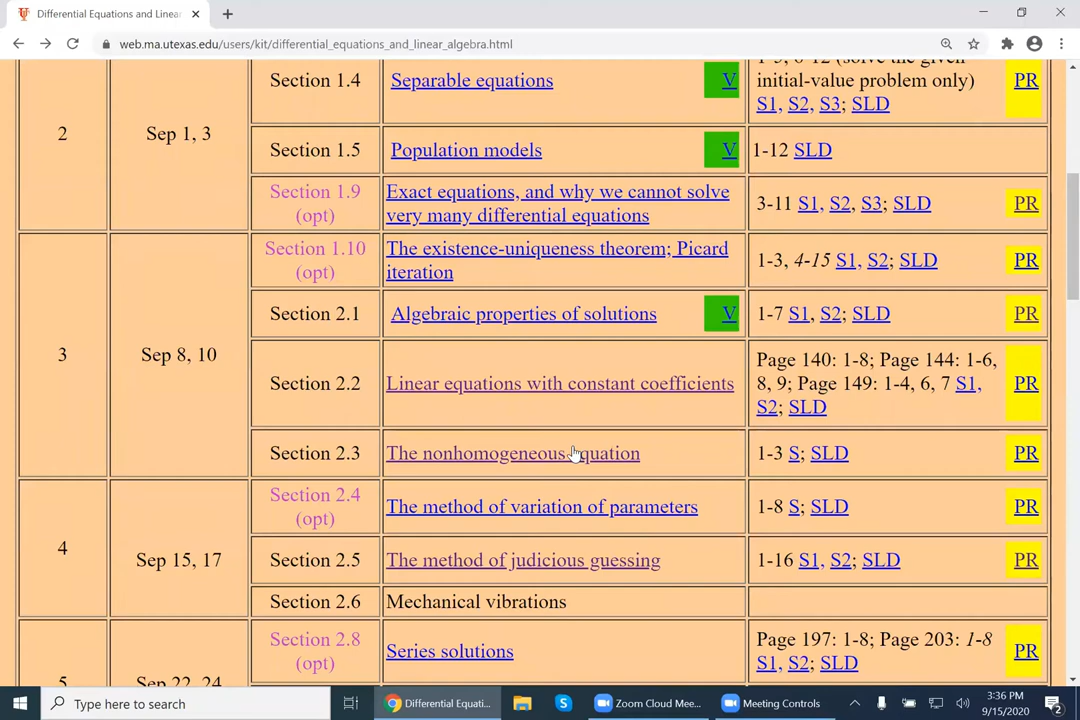 Differential Equations and Linear
web.ma.utexas.edu/users/kit/differential_equations_and_linear_algebra.html
2
Sep 1, 3
Section 1.4
Separable equations
V
initial-value problem only)
S1, S2, S3; SLD
PR
Section 1.5
Population models
V
1-12 SLD
Section 1.9
(opt)
Exact equations, and why we cannot solve
very many differential equations
3-11 S1, S2, S3; SLD
PR
3
Sep 8, 10
Section 1.10
(opt)
The existence-uniqueness theorem; Picard
iteration
1-3, 4-15 S1, S2; SLD
PR
Section 2.1
Algebraic properties of solutions
V
1-7 S1, S2; SLD
PR
Section 2.2
Linear equations with constant coefficients
Page 140: 1-8; Page 144: 1-6,
8, 9; Page 149: 1-4, 6, 7 S1,
S2; SLD
PR
Section 2.3
The nonhomogeneous equation
1-3 S; SLD
PR
4
Sep 15, 17
Section 2.4
(opt)
The method of variation of parameters
1-8 S; SLD
PR
Section 2.5
The method of judicious guessing
1-16 S1, S2; SLD
PR
Section 2.6
Mechanical vibrations
5
Sep 22, 24
Section 2.8
(opt)
Series solutions
Page 197: 1-8; Page 203: 1-8
S1, S2; SLD
PR
Type here to search
Differential Equati...
Zoom Cloud Mee...
Meeting Controls
3:36 PM
9/15/2020
2